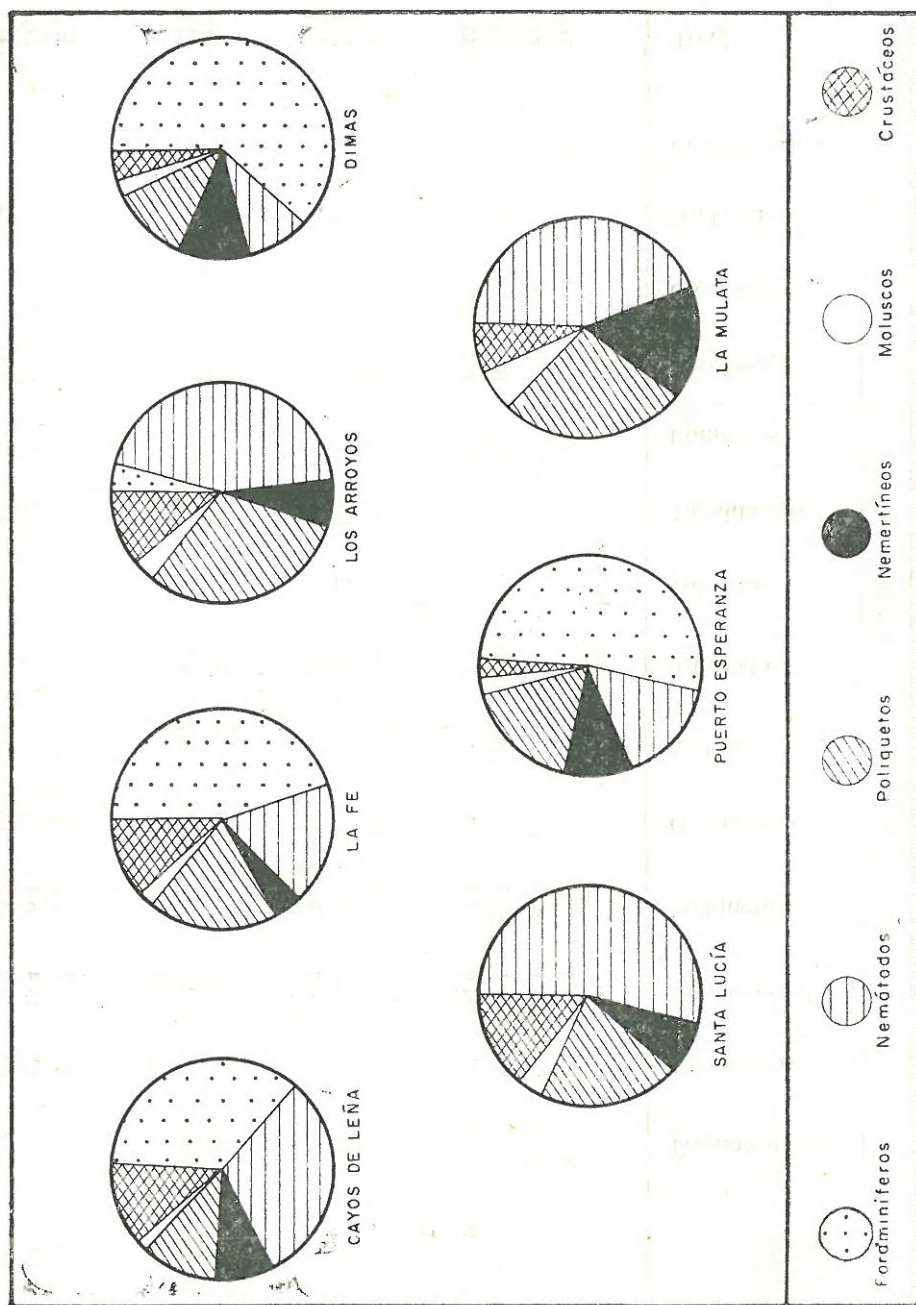 CAYOS DE LEÑA
LA FE
LOS ARROYOS
DIMAS
SANTA LUCÍA
PUERTO ESPERANZA
LA MULATA
Foraminíferos
Nemátodos
Poliquetos
Nemertíneos
Moluscos
Crustáceos